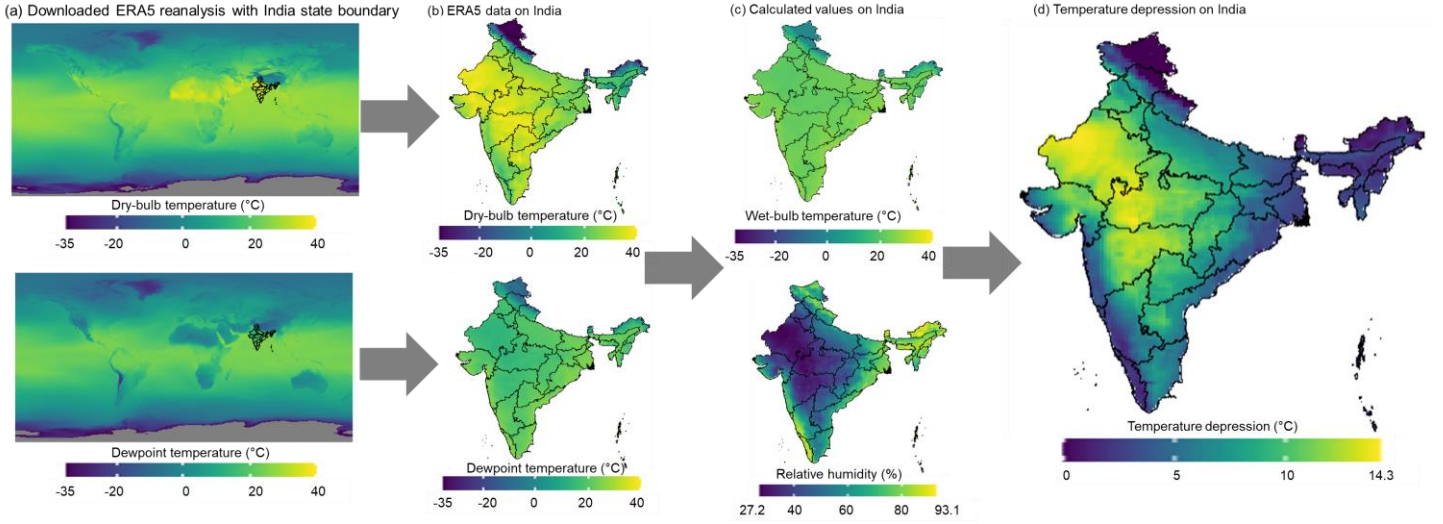 (a) Downloaded ERA5 reanalysis with India state boundary
Dry-bulb temperature (°C)
-35 -20 0 20 40
Dewpoint temperature (°C)
-35 -20 0 20 40
(b) ERA5 data on India
Dry-bulb temperature (°C)
-35 -20 0 20 40
Dewpoint temperature (°C)
-35 -20 0 20 40
(c) Calculated values on India
Wet-bulb temperature (°C)
-35 -20 0 20 40
Relative humidity (%)
27.2 40 60 80 93.1
(d) Temperature depression on India
Temperature depression (°C)
0 5 10 14.3